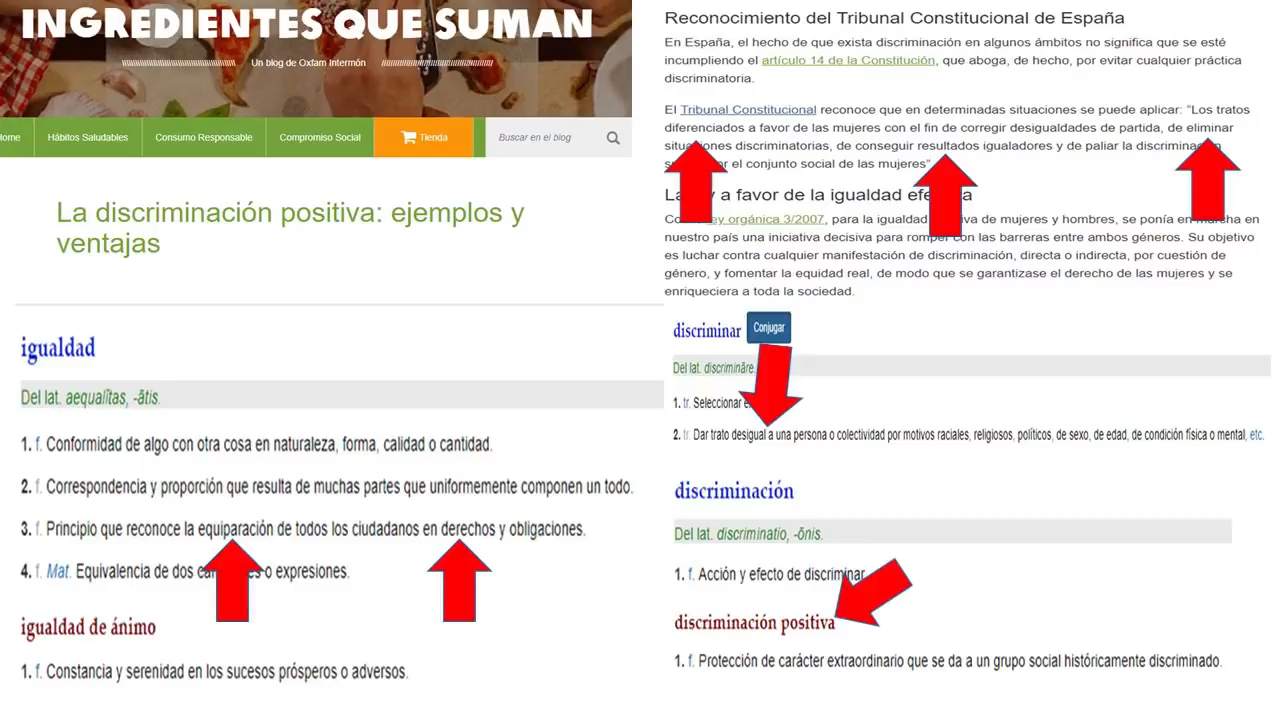 INGREDIENTES QUE SUMAN
Un blog de Oxfam Intermón
Home
Hábitos Saludables
Consumo Responsable
Compromiso Social
Tienda
Buscar en el blog
La discriminación positiva: ejemplos y
ventajas
igualdad
Del lat. aequalĭtas, -ātis.
1. f. Conformidad de algo con otra cosa en naturaleza, forma, calidad o cantidad.
2. f. Correspondencia y proporción que resulta de muchas partes que uniformemente componen un todo.
3. f. Principio que reconoce la equiparación de todos los ciudadanos en derechos y obligaciones.
4. f. Mat. Equivalencia de dos o expresiones.
igualdad de ánimo
1. f. Constancia y serenidad en los sucesos prósperos o adversos.
Reconocimiento del Tribunal Constitucional de España
En España, el hecho de que exista discriminación en algunos ámbitos no significa que se esté
incumpliendo el artículo 14 de la Constitución, que aboga, de hecho, por evitar cualquier práctica
discriminatoria.
El Tribunal Constitucional reconoce que en determinadas situaciones se puede aplicar: “Los tratos
diferenciados a favor de las mujeres con el fin de corregir desigualdades de partida, de eliminar
situaciones discriminatorias, de conseguir resultados igualadores y de paliar la discriminación
por el conjunto social de las mujeres”
La a favor de la igualdad
ley orgánica 3/2007, para la igualdad de mujeres y hombres, se ponía en marcha en
nuestro país una iniciativa decisiva para romper con las barreras entre ambos géneros. Su objetivo
es luchar contra cualquier manifestación de discriminación, directa o indirecta, por cuestión de
género, y fomentar la equidad real, de modo que se garantizase el derecho de las mujeres y se
enriqueciera a toda la sociedad.
discriminar Conjugar
Del lat. discrimināre.
1. tr. Seleccionar
2. tr. Dar trato desigual a una persona o colectividad por motivos raciales, religiosos, políticos, de sexo, de edad, de condición física o mental, etc.
discriminación
Del lat. discriminatio, -ōnis.
1. f. Acción y efecto de discriminar.
discriminación positiva
1. f. Protección de carácter extraordinario que se da a un grupo social históricamente discriminado.